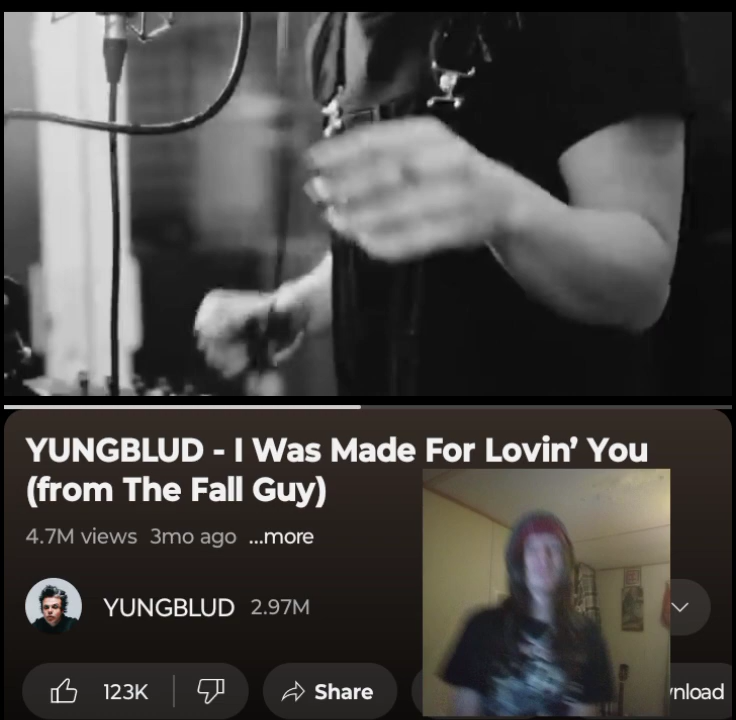 YUNGBLUD - I Was Made For Lovin’ You
(from The Fall Guy)
4.7M views 3mo ago ...more
YUNGBLUD 2.97M
123K Share nload